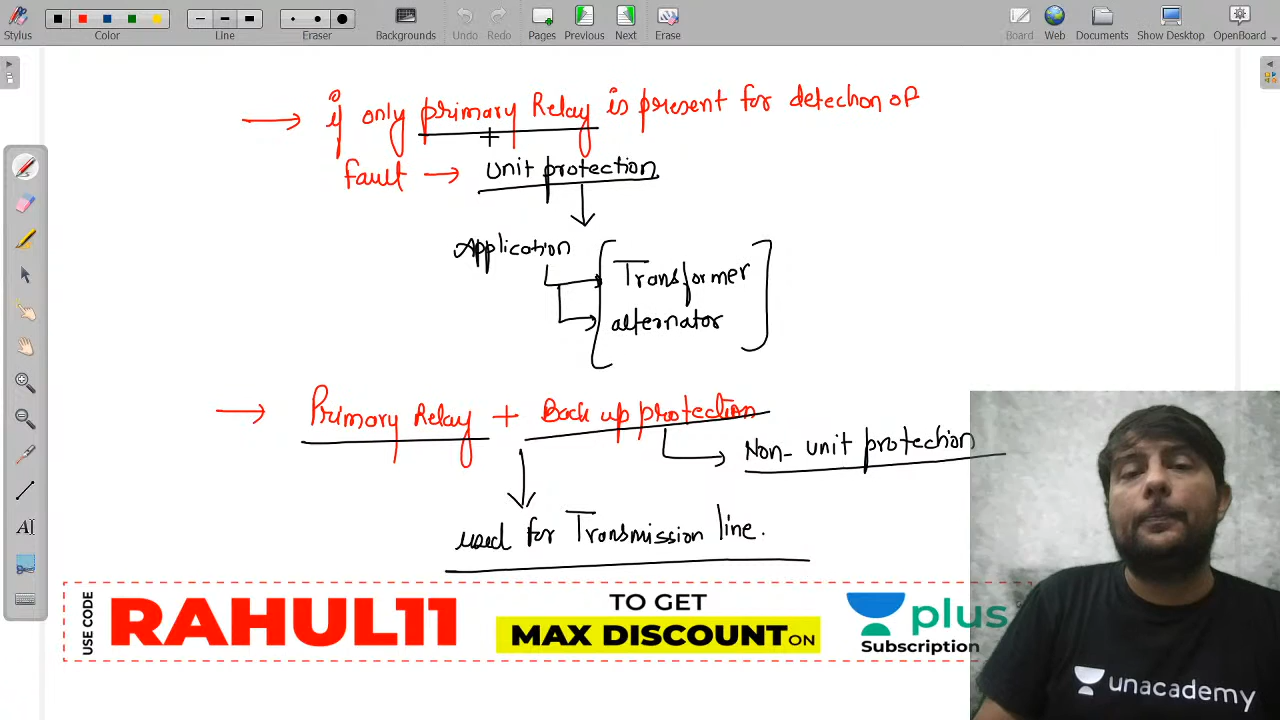 Stylus Color Line Eraser Backgrounds Undo Redo Pages Previous Next Erase Board Web Documents Show Desktop OpenBoard
→ if only primary Relay is present for detection of
fault → Unit protection
Application
Transformer
alternator
→ Primary Relay + Back up protection
Non-unit protection
used for Transmission line.
USE CODE
RAHUL11
TO GET
MAX DISCOUNT ON
plus
Subscription
unacademy